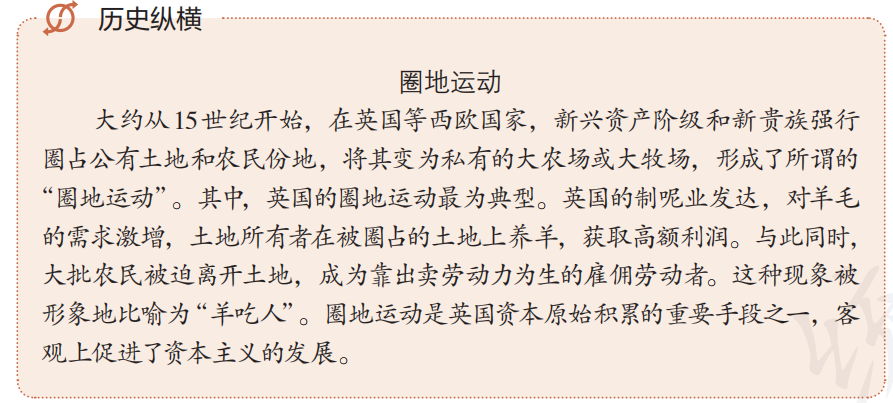 历史纵横
圈地运动
大约从15世纪开始，在英国等西欧国家，新兴资产阶级和新贵族强行
圈占公有土地和农民份地，将其变为私有的大农场或大牧场，形成了所谓的
“圈地运动”。其中，英国的圈地运动最为典型。英国的制呢业发达，对羊毛
的需求激增，土地所有者在被圈占的土地上养羊，获取高额利润。与此同时，
大批农民被迫离开土地，成为靠出卖劳动力为生的雇佣劳动者。这种现象被
形象地比喻为“羊吃人”。圈地运动是英国资本原始积累的重要手段之一，客
观上促进了资本主义的发展。